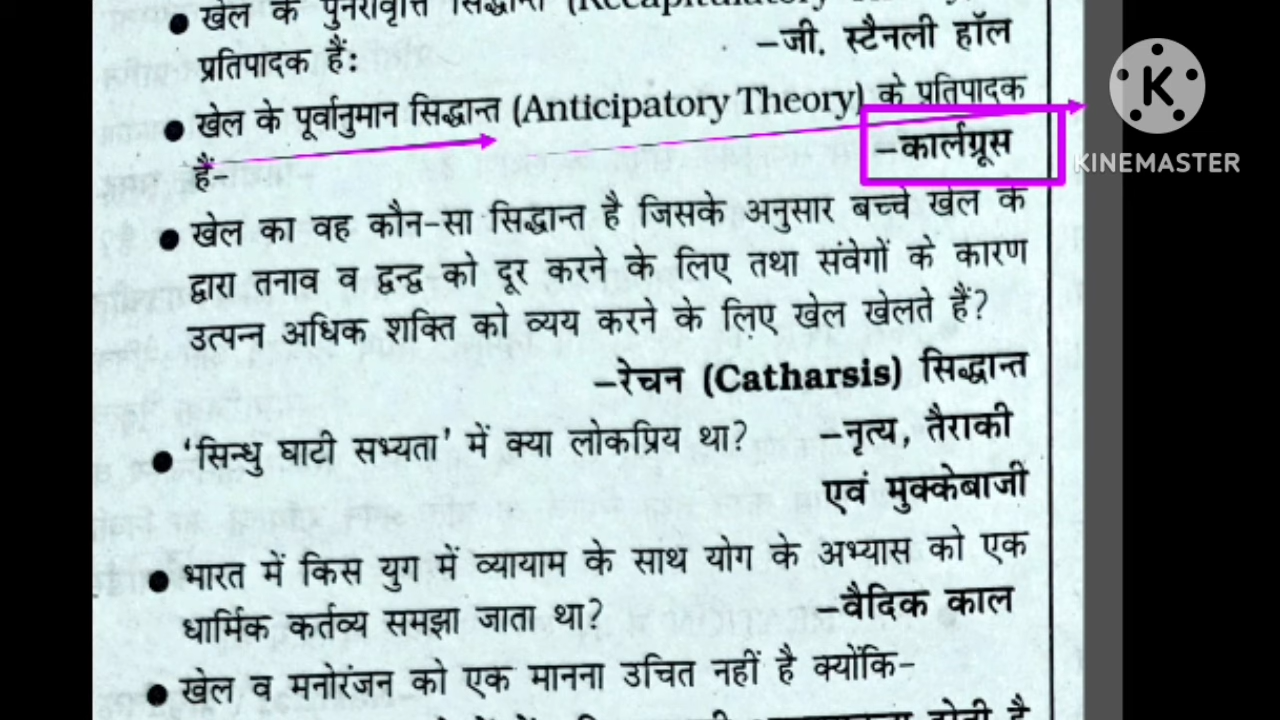 खेल के पुनरावृत्ति सिद्धान्त (Recapitulatory
प्रतिपादक हैं: –जी. स्टैनली हॉल
खेल के पूर्वानुमान सिद्धान्त (Anticipatory Theory) के प्रतिपादक
हैं– –कार्लग्रूस
खेल का वह कौन-सा सिद्धान्त है जिसके अनुसार बच्चे खेल के
द्वारा तनाव व द्वन्द्व को दूर करने के लिए तथा संवेगों के कारण
उत्पन्न अधिक शक्ति को व्यय करने के लिए खेल खेलते हैं?
–रेचन (Catharsis) सिद्धान्त
'सिन्धु घाटी सभ्यता' में क्या लोकप्रिय था? –नृत्य, तैराकी
एवं मुक्केबाजी
भारत में किस युग में व्यायाम के साथ योग के अभ्यास को एक
धार्मिक कर्तव्य समझा जाता था? –वैदिक काल
खेल व मनोरंजन को एक मानना उचित नहीं है क्योंकि–
K
KINEMASTER